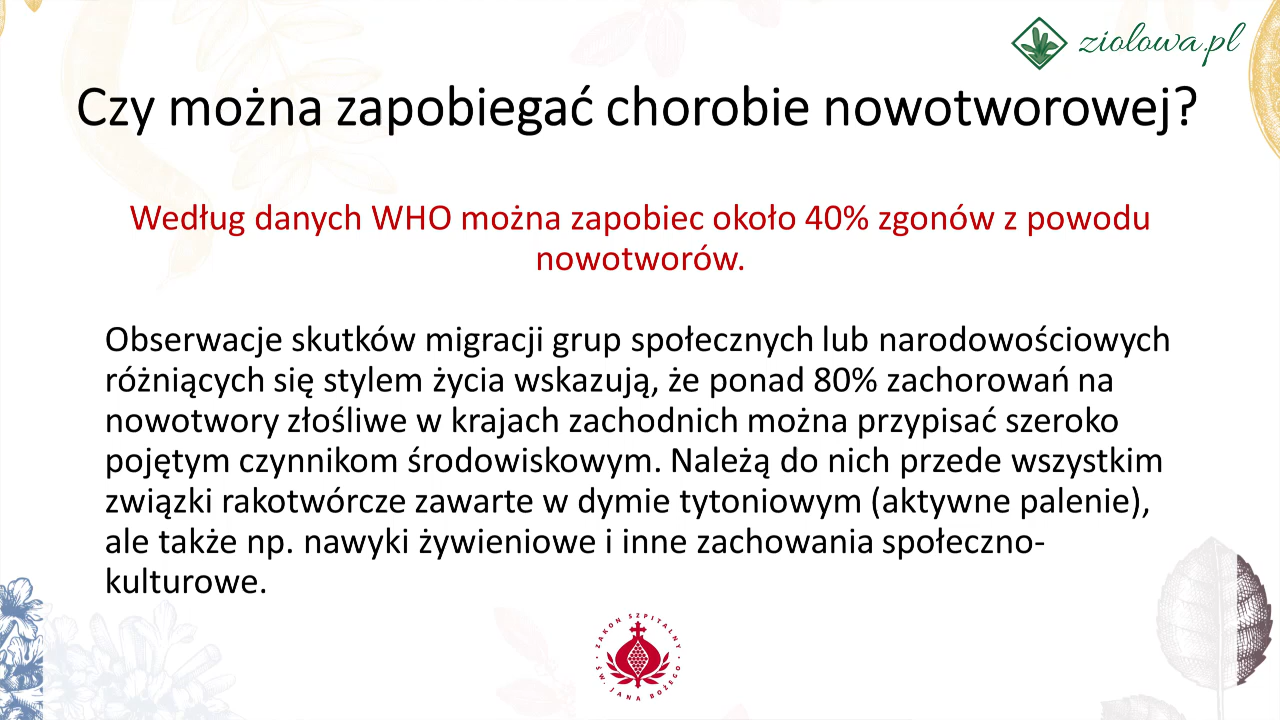 ziolowa.pl
Czy można zapobiegać chorobie nowotworowej?
Według danych WHO można zapobiec około 40% zgonów z powodu
nowotworów.
Obserwacje skutków migracji grup społecznych lub narodowościowych
różniących się stylem życia wskazują, że ponad 80% zachorowań na
nowotwory złośliwe w krajach zachodnich można przypisać szeroko
pojętym czynnikom środowiskowym. Należą do nich przede wszystkim
związki rakotwórcze zawarte w dymie tytoniowym (aktywne palenie),
ale także np. nawyki żywieniowe i inne zachowania społeczno-
kulturowe.
ZAKON SZPITALNY
ŚW. JANA BOŻEGO